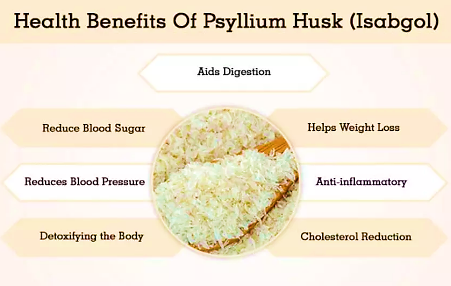 Health Benefits Of Psyllium Husk (Isabgol)
Aids Digestion
Reduce Blood Sugar
Helps Weight Loss
Reduces Blood Pressure
Anti-inflammatory
Detoxifying the Body
Cholesterol Reduction